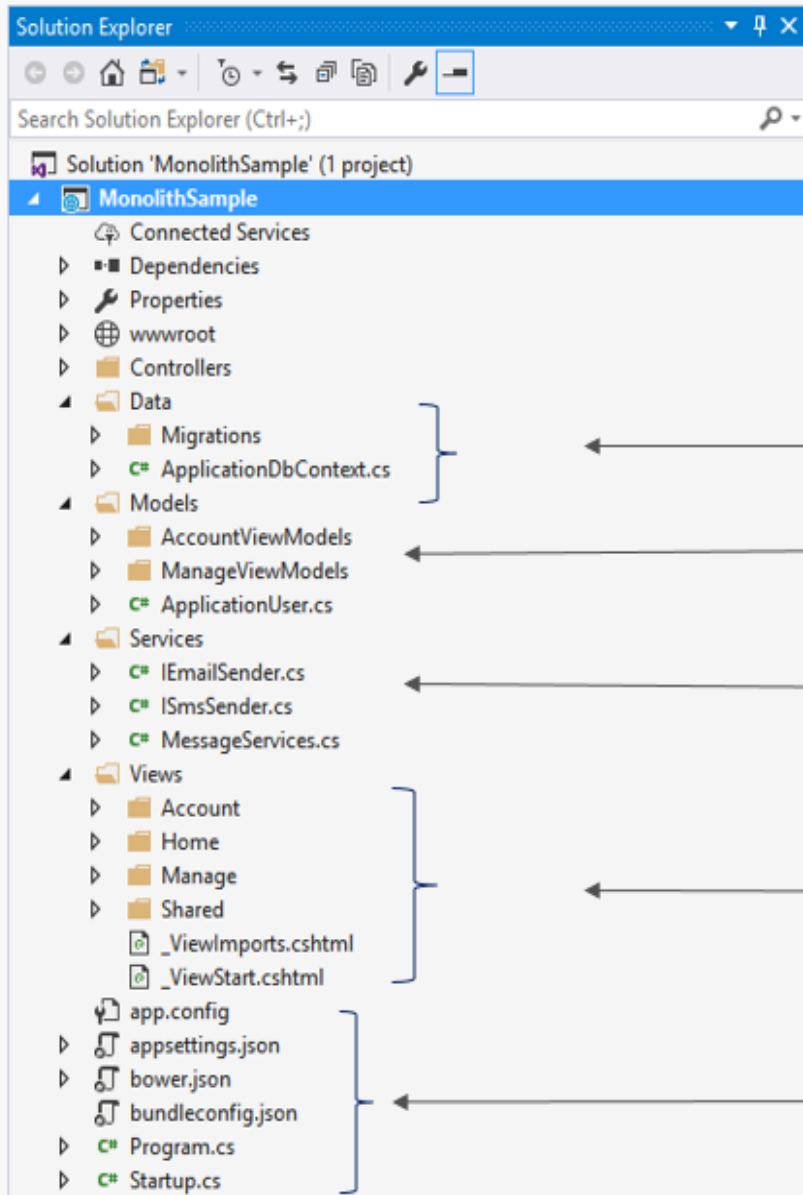 Solution Explorer
Search Solution Explorer (Ctrl+;)
Solution 'MonolithSample' (1 project)
MonolithSample
Connected Services
Dependencies
Properties
wwwroot
Controllers
Data
Migrations
C# ApplicationDbContext.cs
Models
AccountViewModels
ManageViewModels
C# ApplicationUser.cs
Services
C# IEmailSender.cs
C# ISmsSender.cs
C# MessageServices.cs
Views
Account
Home
Manage
Shared
_ViewImports.cshtml
_ViewStart.cshtml
app.config
appsettings.json
bower.json
bundleconfig.json
C# Program.cs
C# Startup.cs